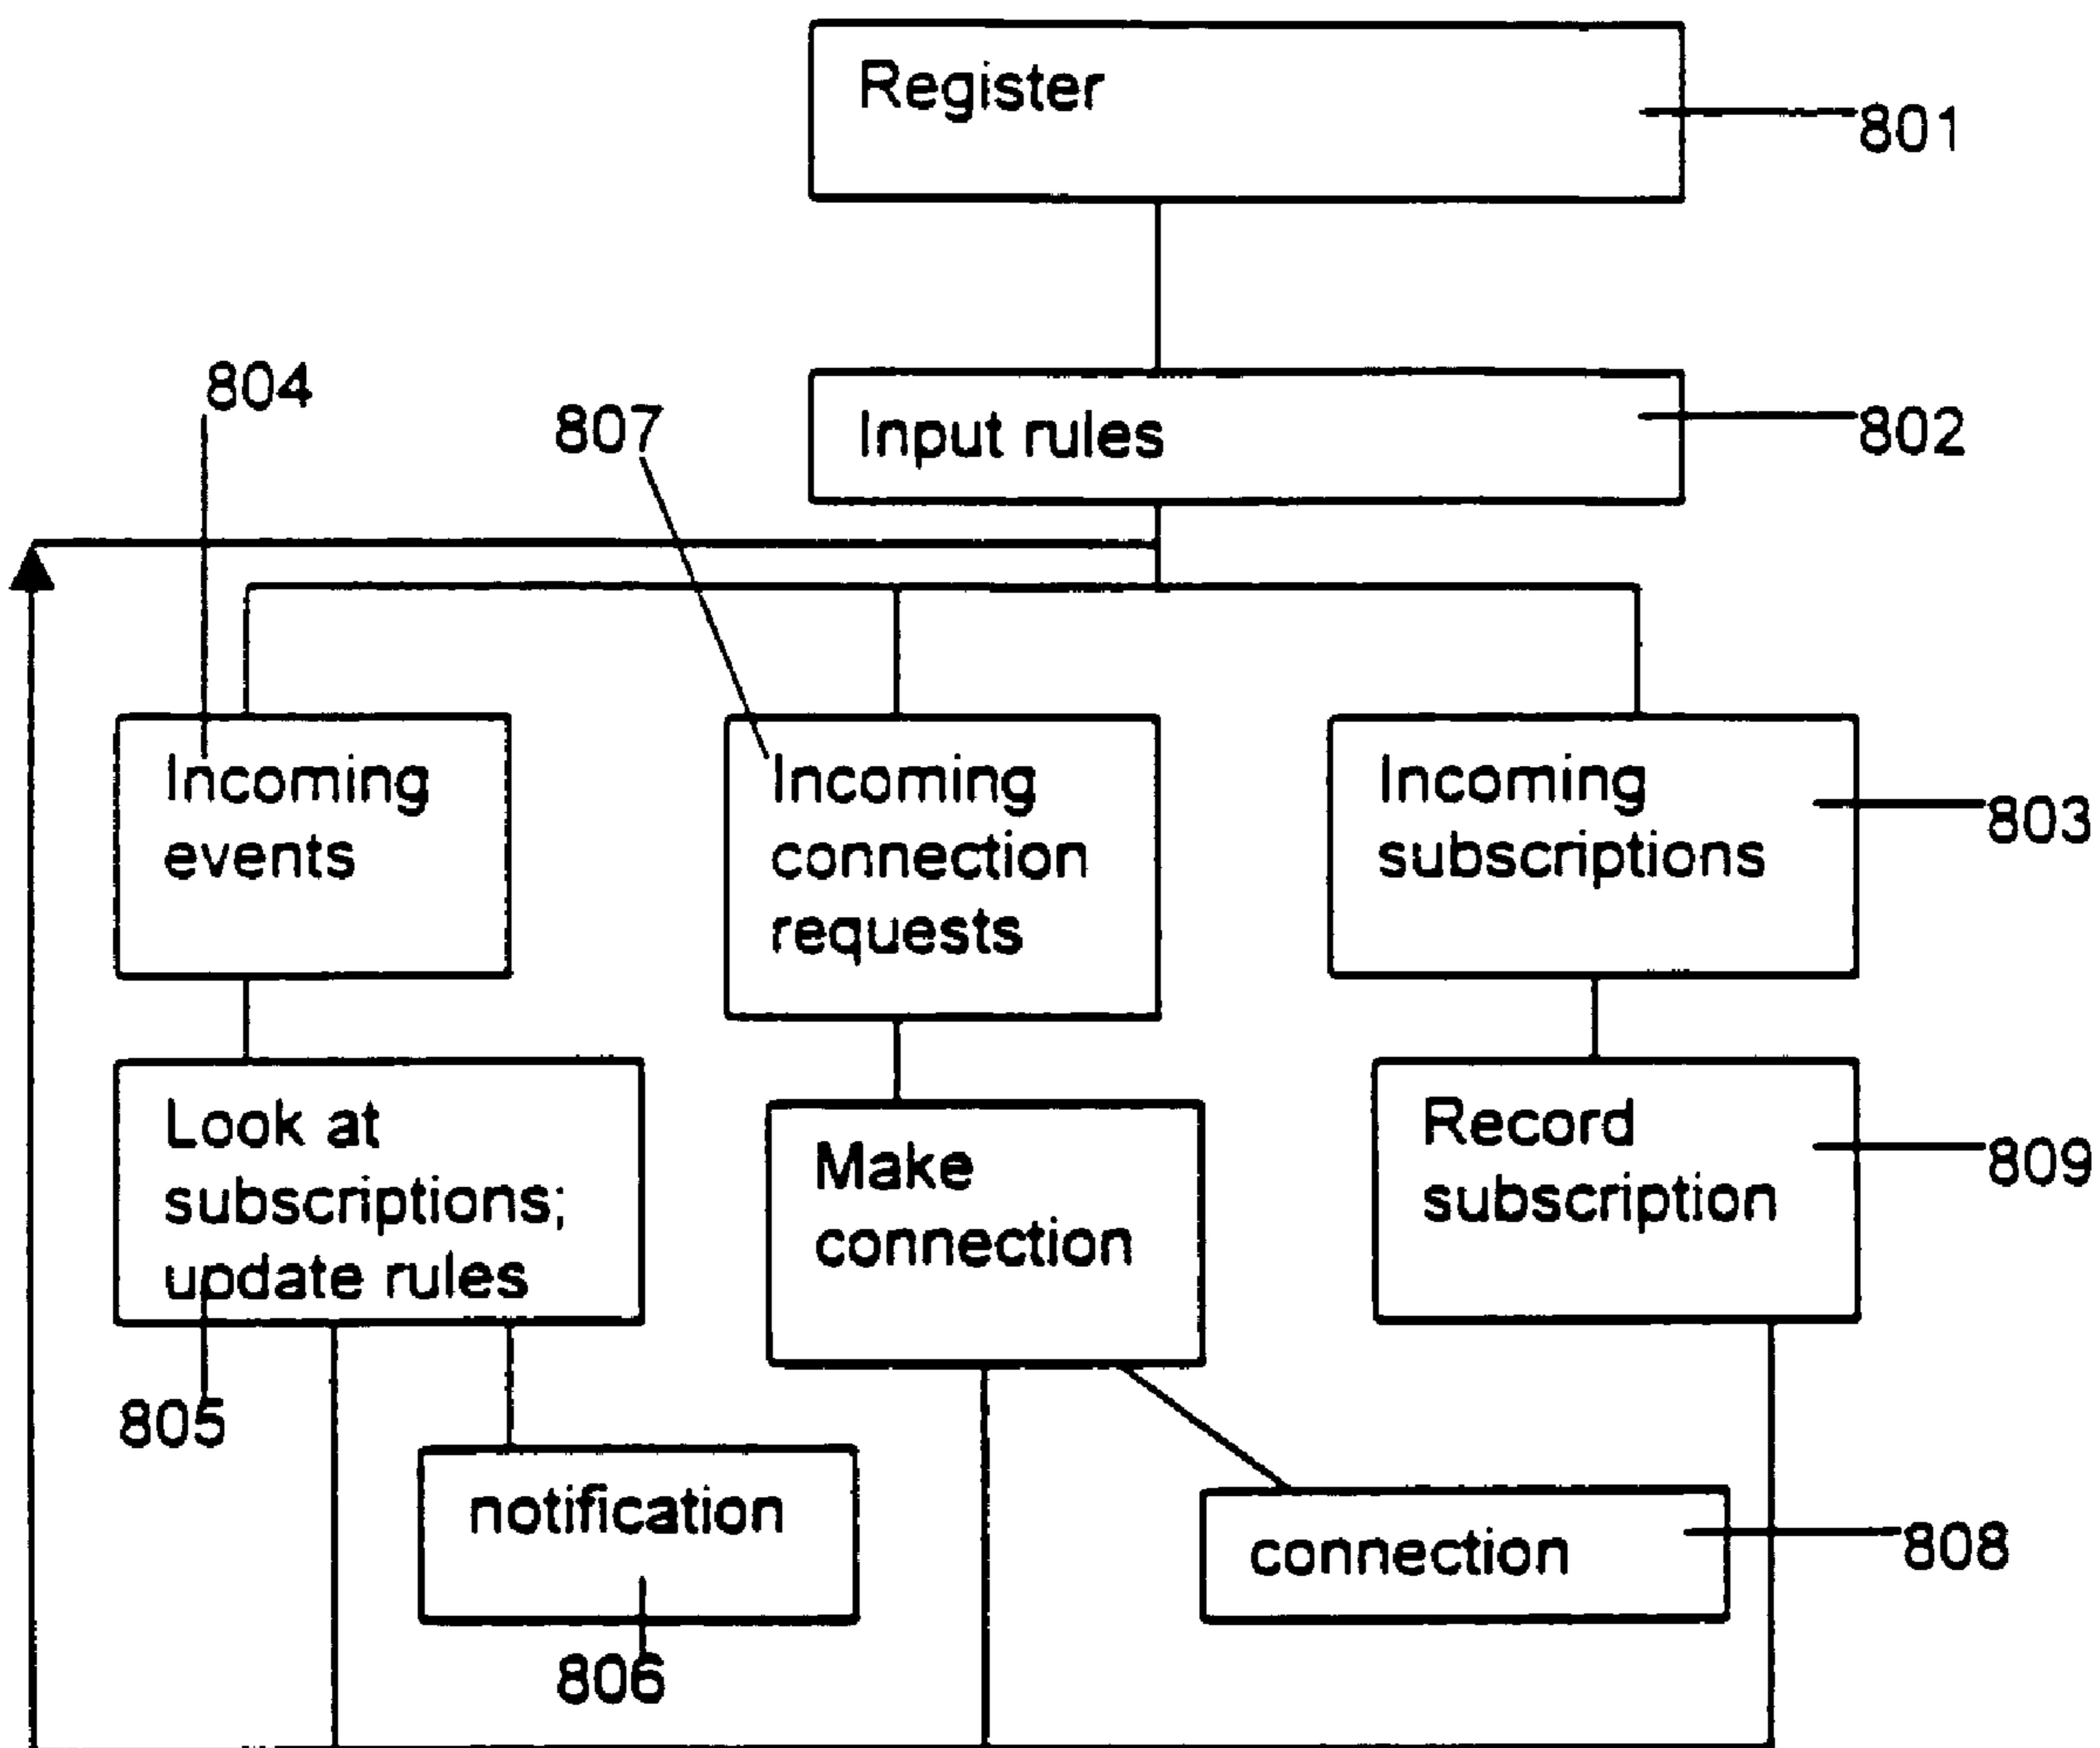 Register
801
804
807
Input rules
802
Incoming
events
Incoming
connection
requests
Incoming
subscriptions
803
Look at
subscriptions;
update rules
Make
connection
Record
subscription
809
805
notification
connection
808
806